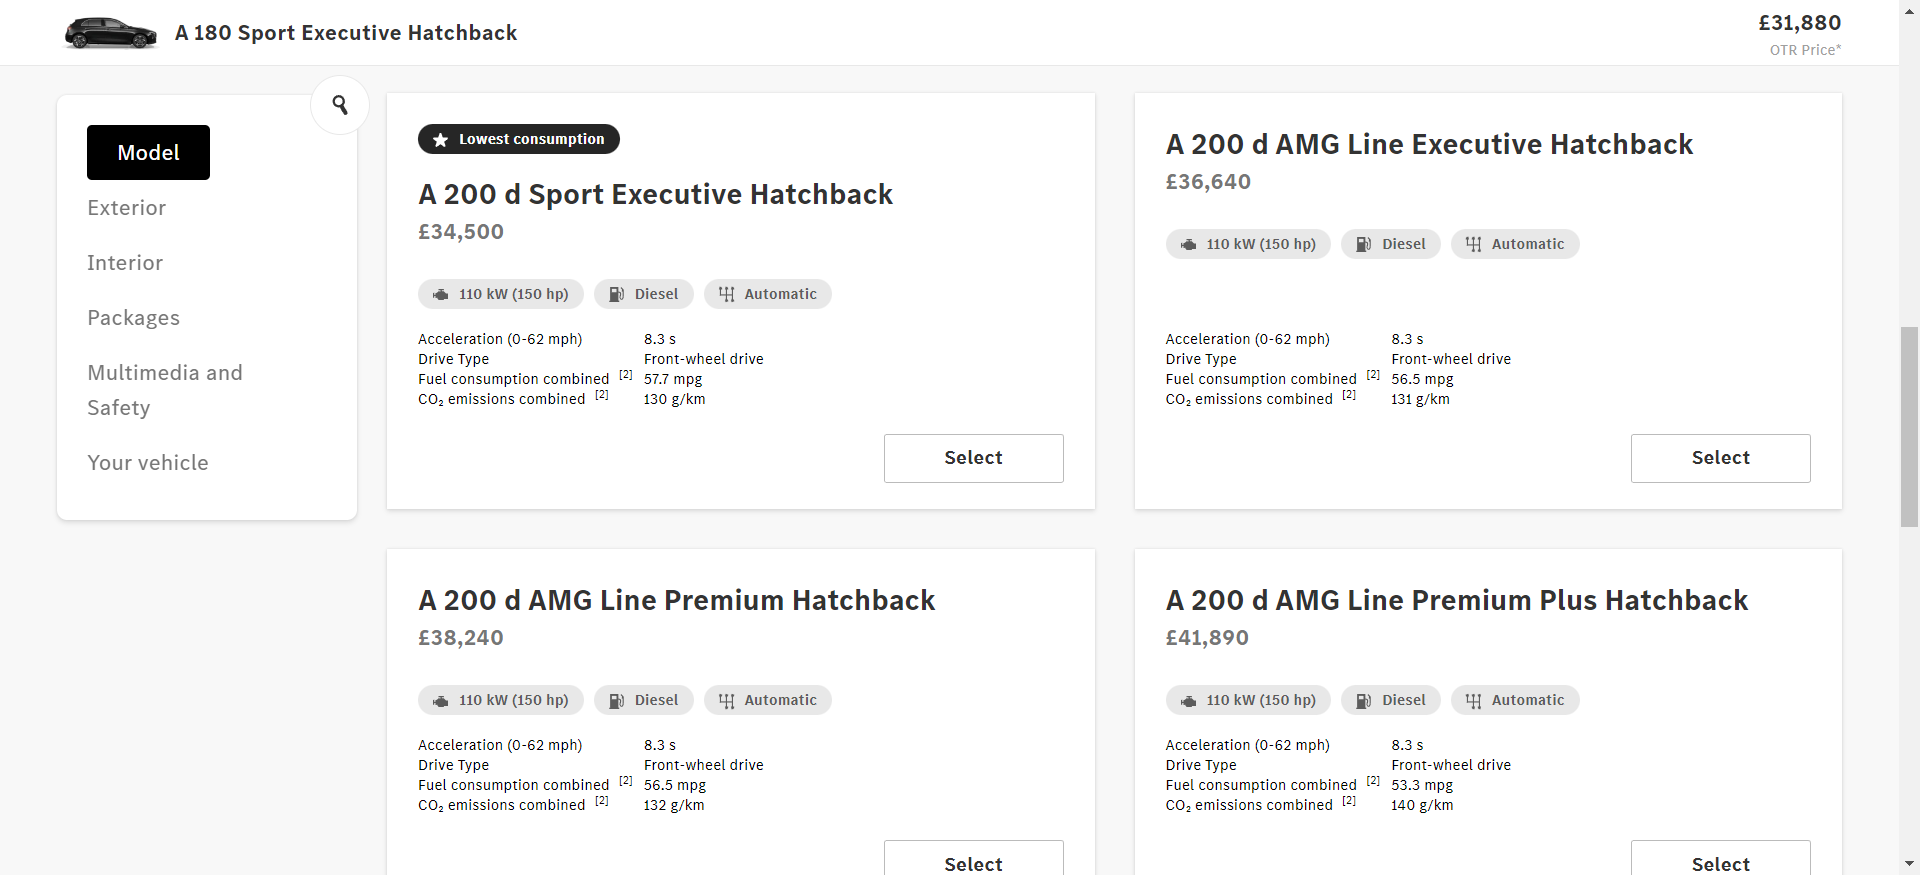 A 180 Sport Executive Hatchback
£31,880
OTR Price*
Model
Exterior
Interior
Packages
Multimedia and
Safety
Your vehicle
Lowest consumption
A 200 d Sport Executive Hatchback
£34,500
110 kW (150 hp)
Diesel
Automatic
Acceleration (0-62 mph) 8.3 s
Drive Type Front-wheel drive
Fuel consumption combined [2] 57.7 mpg
CO₂ emissions combined [2] 130 g/km
Select
A 200 d AMG Line Executive Hatchback
£36,640
110 kW (150 hp)
Diesel
Automatic
Acceleration (0-62 mph) 8.3 s
Drive Type Front-wheel drive
Fuel consumption combined [2] 56.5 mpg
CO₂ emissions combined [2] 131 g/km
Select
A 200 d AMG Line Premium Hatchback
£38,240
110 kW (150 hp)
Diesel
Automatic
Acceleration (0-62 mph) 8.3 s
Drive Type Front-wheel drive
Fuel consumption combined [2] 56.5 mpg
CO₂ emissions combined [2] 132 g/km
Select
A 200 d AMG Line Premium Plus Hatchback
£41,890
110 kW (150 hp)
Diesel
Automatic
Acceleration (0-62 mph) 8.3 s
Drive Type Front-wheel drive
Fuel consumption combined [2] 53.3 mpg
CO₂ emissions combined [2] 140 g/km
Select